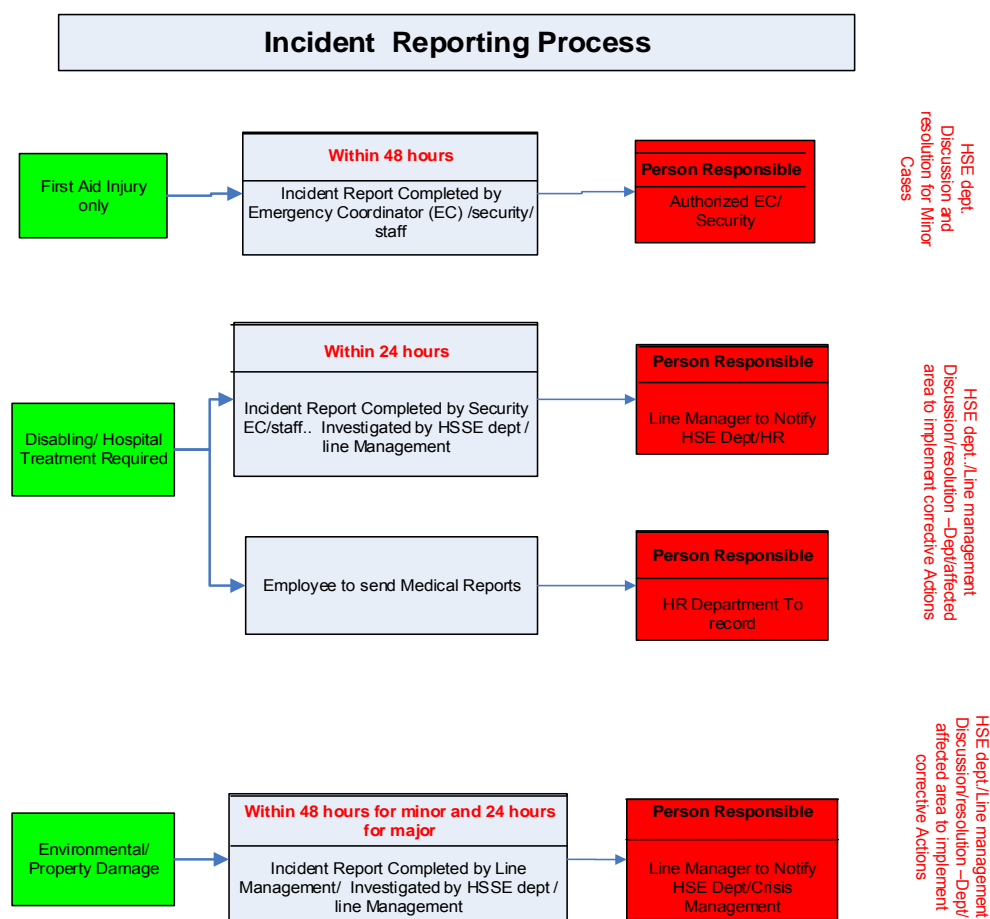 Incident Reporting Process
First Aid Injury
only
Within 48 hours
Incident Report Completed by
Emergency Coordinator (EC) /security/
staff
Person Responsible
Authorized EC/
Security
HSE dept.
Discussion and
resolution for Minor
Cases
Disabling/ Hospital
Treatment Required
Within 24 hours
Incident Report Completed by Security
EC/staff.. Investigated by HSSE dept /
line Management
Person Responsible
Line Manager to Notify
HSE Dept/HR
Employee to send Medical Reports
Person Responsible
HR Department To
record
HSE dept../Line management
Discussion/resolution –Dept/affected
area to implement corrective Actions
Environmental/
Property Damage
Within 48 hours for minor and 24 hours
for major
Incident Report Completed by Line
Management/ Investigated by HSSE dept /
line Management
Person Responsible
Line Manager to Notify
HSE Dept/Crisis
Management
HSE dept./Line management
Discussion/resolution –Dept/
affected area to implement
corrective Actions